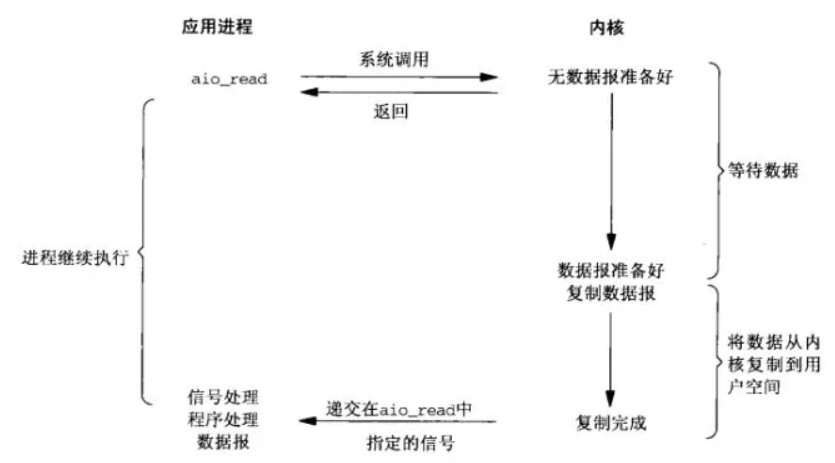 应用进程
内核
系统调用
aio_read
无数据报准备好
返回
等待数据
进程继续执行
数据报准备好
复制数据报
将数据从内
核复制到用
户空间
信号处理
程序处理
数据报
递交在aio_read中
指定的信号
复制完成